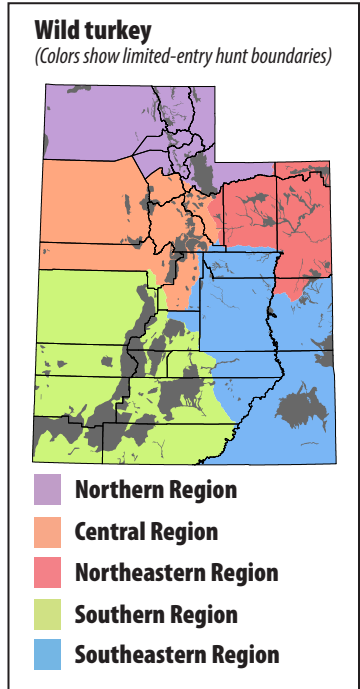 Wild turkey
(Colors show limited-entry hunt boundaries)
Northern Region
Central Region
Northeastern Region
Southern Region
Southeastern Region